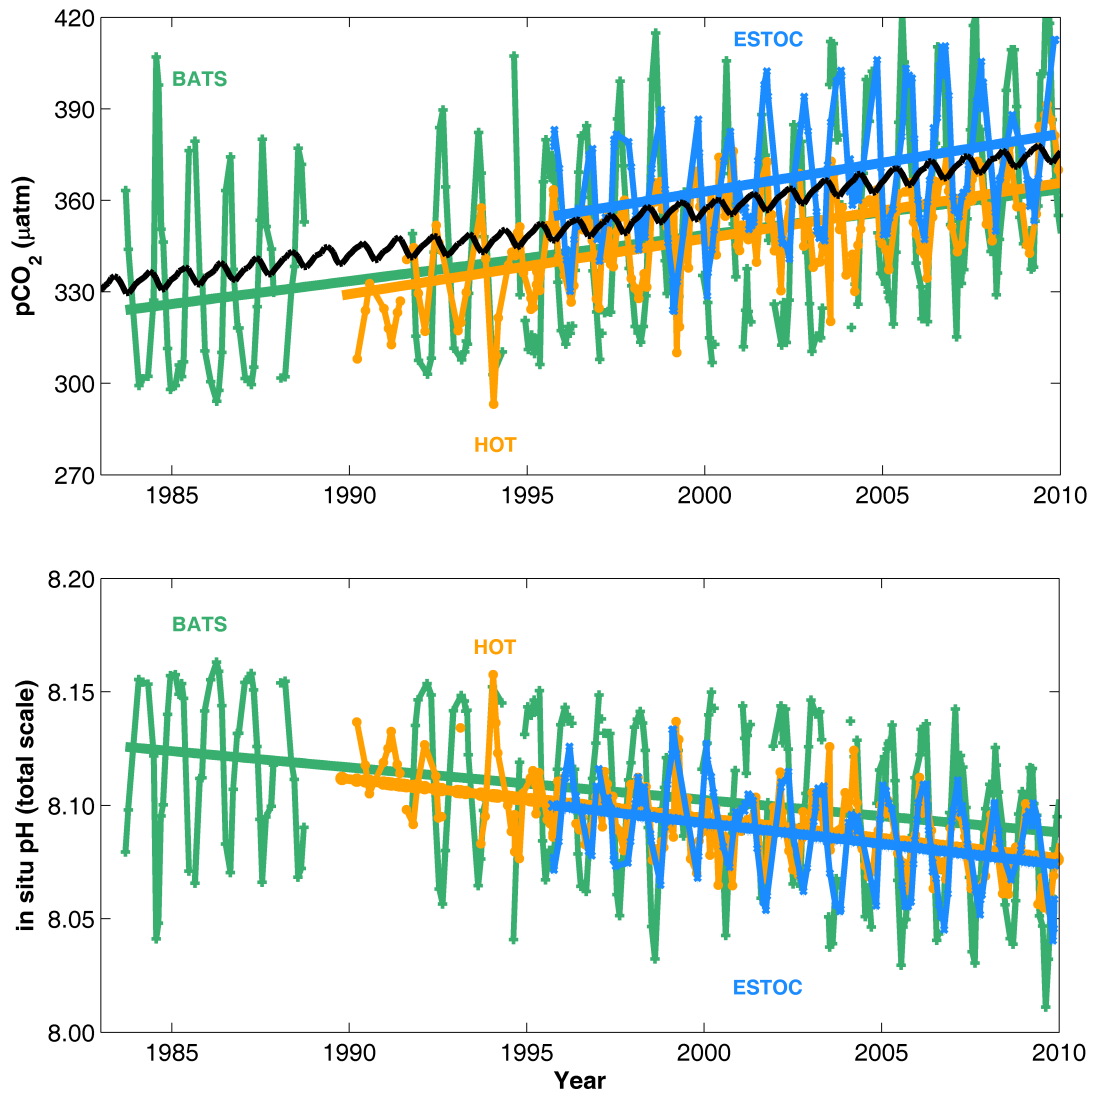 420
ESTOC
BATS
390
360
pCO2 (µatm)
330
300
HOT
270
1985 1990 1995 2000 2005 2010
8.20
BATS
HOT
8.15
in situ pH (total scale)
8.10
8.05
ESTOC
8.00
1985 1990 1995 2000 2005 2010
Year